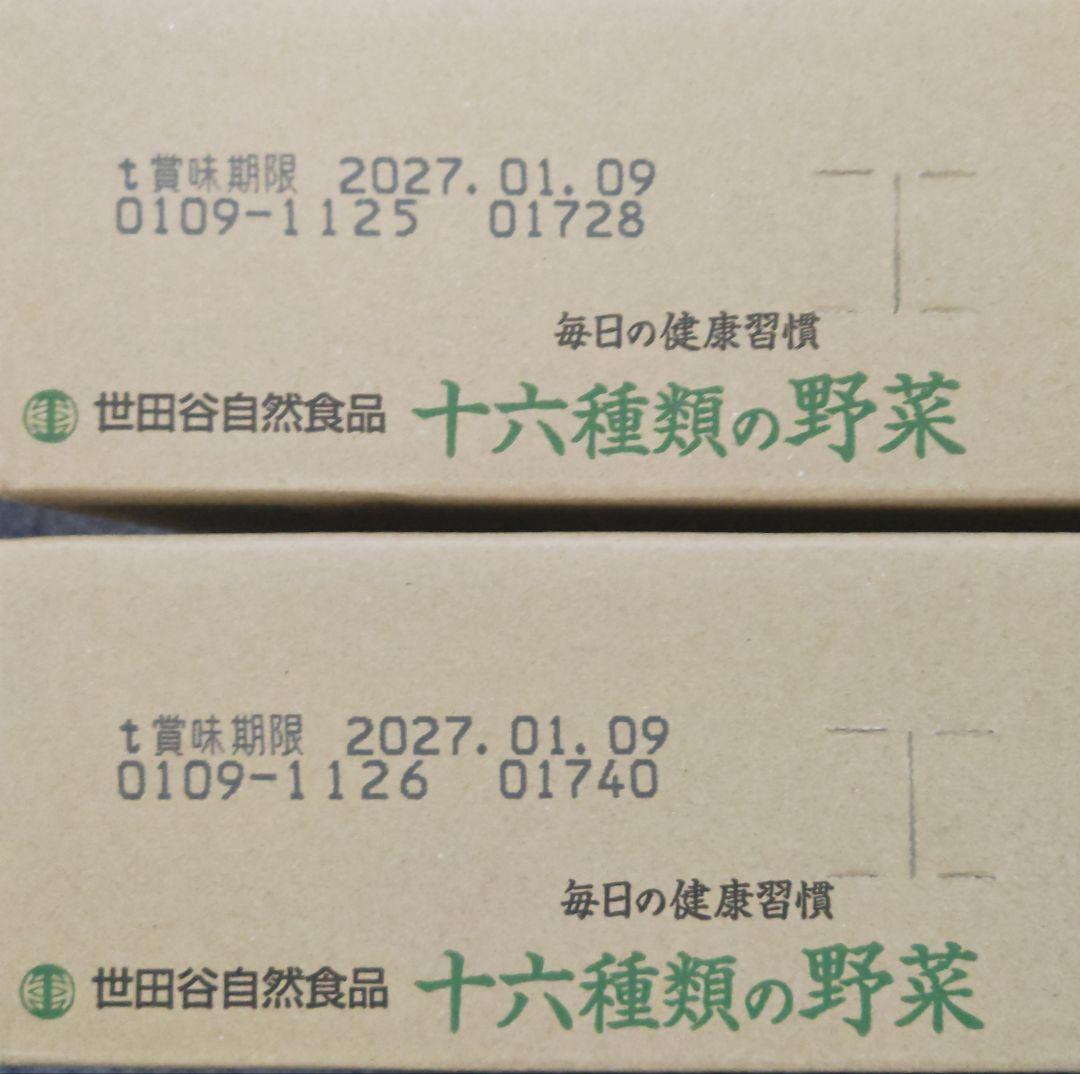 t賞味期限 2027.01.09
0109-1125 01728
毎日の健康習慣
世田谷自然食品 十六種類の野菜
t賞味期限 2027.01.09
0109-1126 01740
毎日の健康習慣
世田谷自然食品 十六種類の野菜